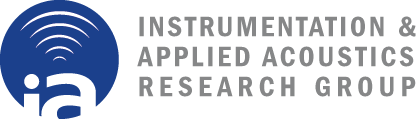 ia
INSTRUMENTATION &
APPLIED ACOUSTICS
RESEARCH GROUP